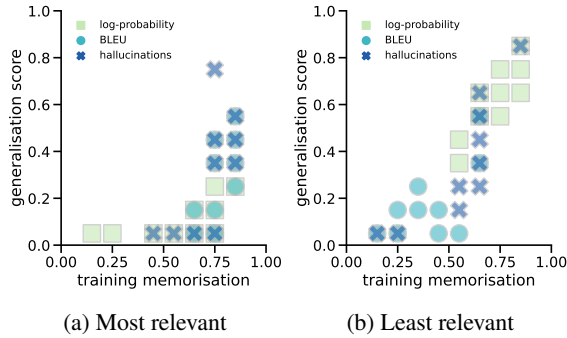 1.0
log-probability
BLEU
hallucinations
0.8
0.6
0.4
0.2
0.0
generalisation score
0.00 0.25 0.50 0.75 1.00
training memorisation
(a) Most relevant
1.0
log-probability
BLEU
hallucinations
0.8
0.6
0.4
0.2
0.0
generalisation score
0.00 0.25 0.50 0.75 1.00
training memorisation
(b) Least relevant